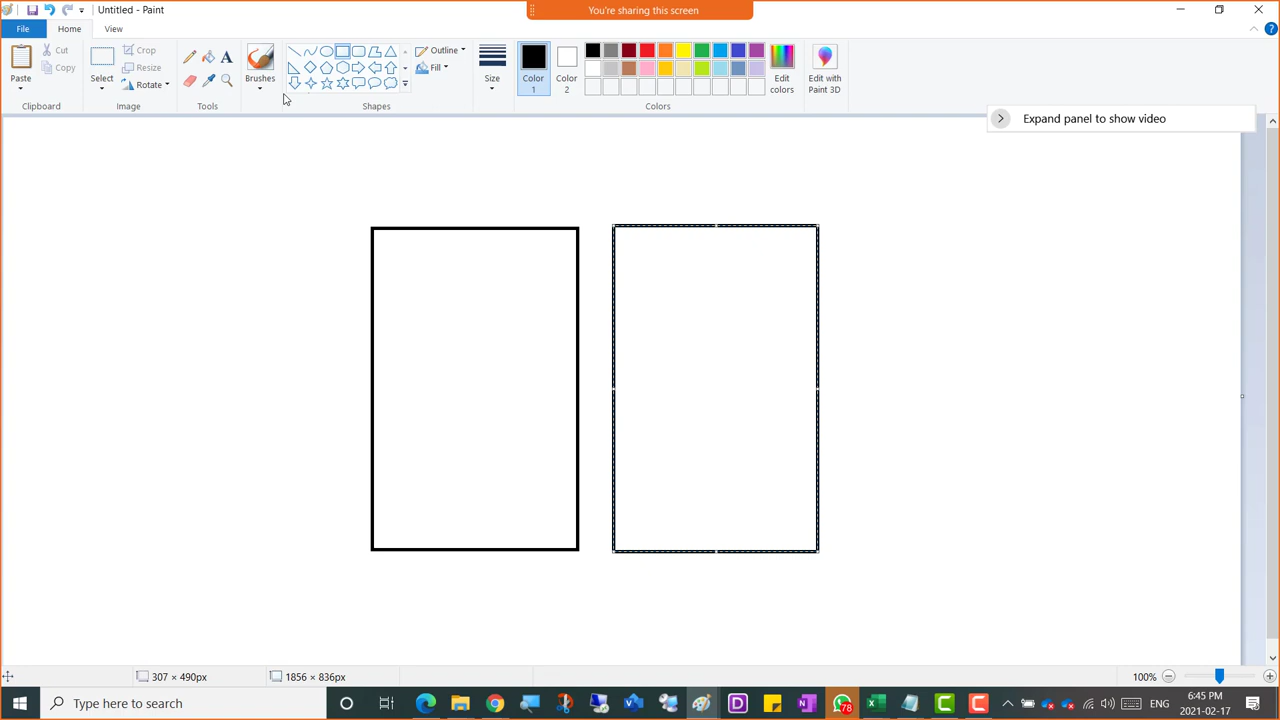 Untitled - Paint
You're sharing this screen
File
Home
View
Paste
Cut
Copy
Clipboard
Select
Crop
Resize
Rotate
Image
A
Tools
Brushes
Outline
Fill
Shapes
Size
Color 1
Color 2
Colors
Edit colors
Edit with Paint 3D
Expand panel to show video
307 × 490px
1856 × 836px
100%
Type here to search
78
ENG
6:45 PM
2021-02-17